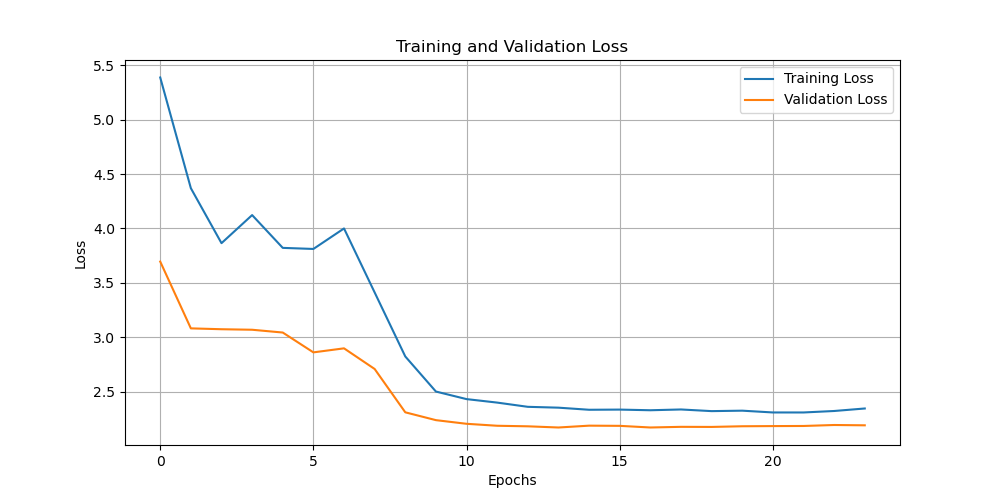 Training and Validation Loss
Training Loss
Validation Loss
Loss
5.5
5.0
4.5
4.0
3.5
3.0
2.5
0 5 10 15 20
Epochs